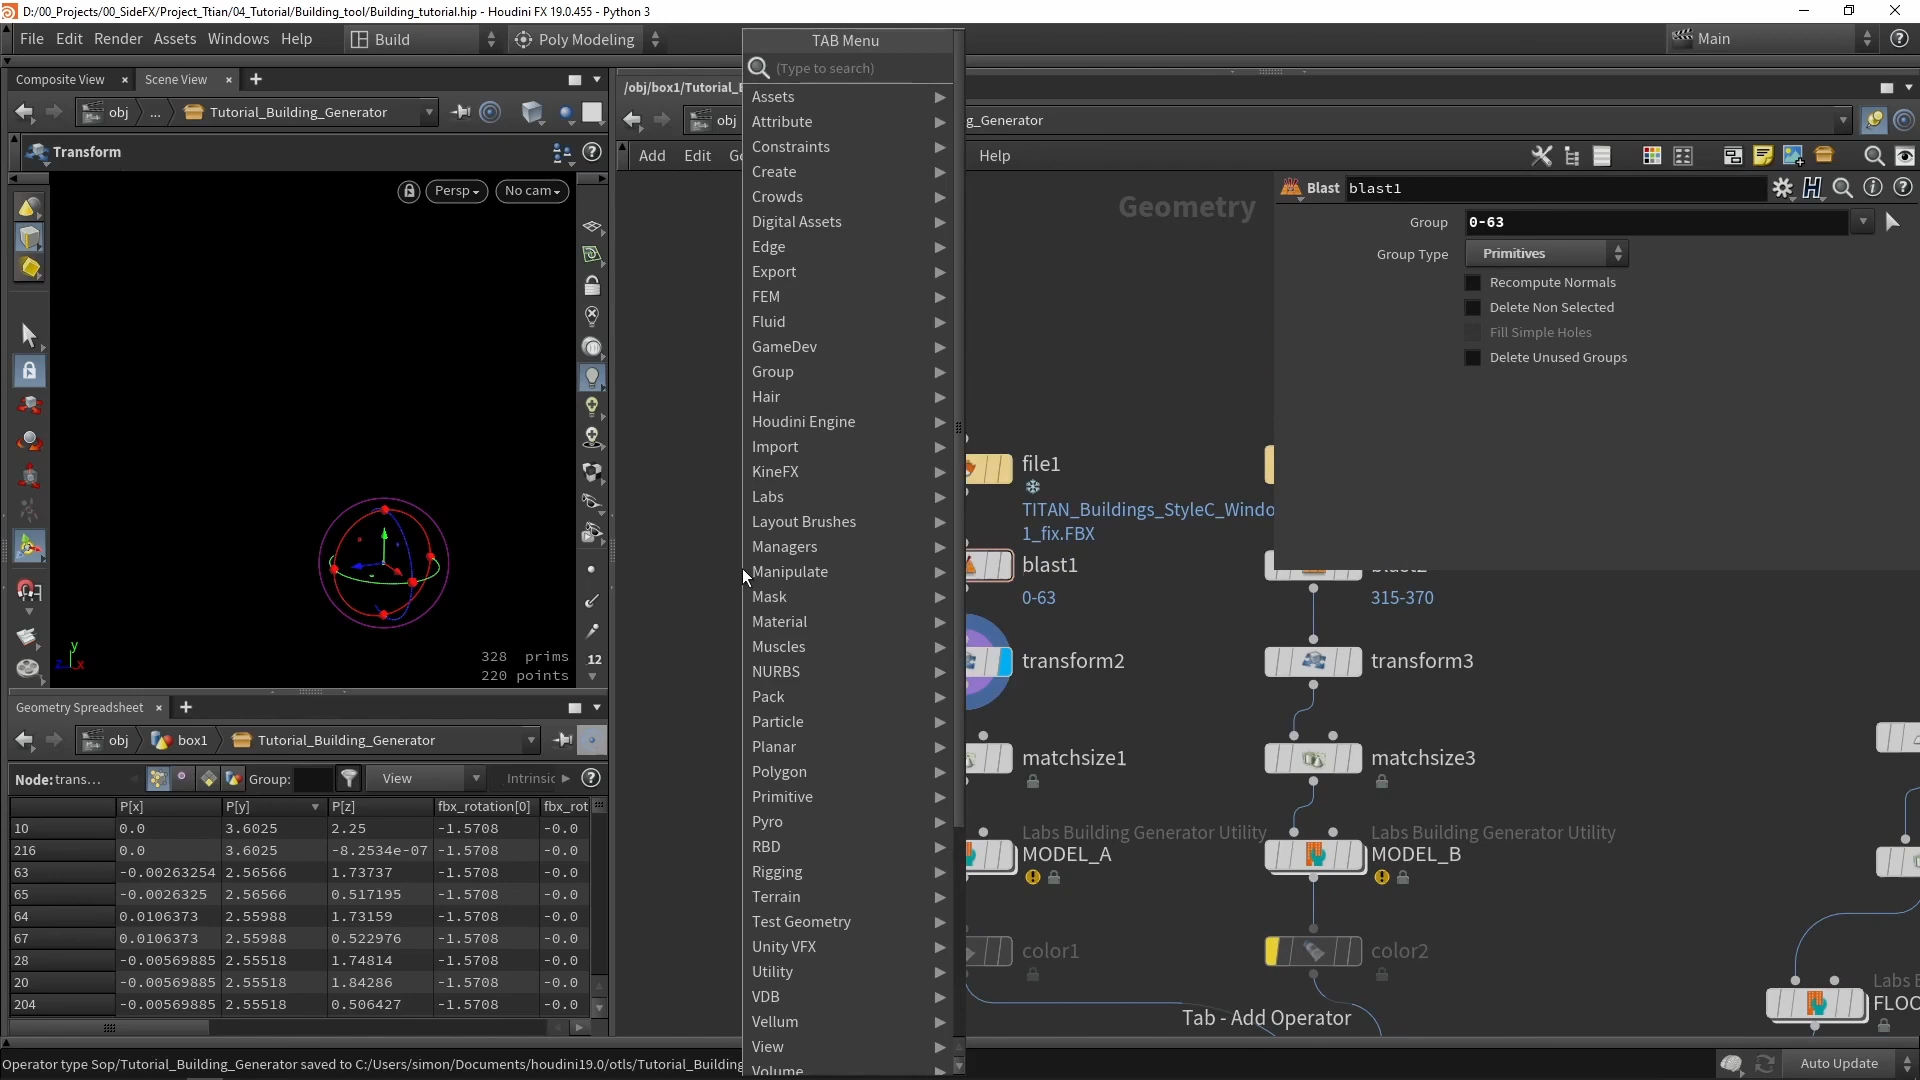 D:/00_Projects/00_SideFX/Project_Ttian/04_Tutorial/Building_tool/Building_tutorial.hip - Houdini FX 19.0.455 - Python 3
File Edit Render Assets Windows Help Build Poly Modeling Main
TAB Menu
(Type to search)
Assets
Attribute
Constraints
Create
Crowds
Digital Assets
Edge
Export
FEM
Fluid
GameDev
Group
Hair
Houdini Engine
Import
KineFX
Labs
Layout Brushes
Managers
Manipulate
Mask
Material
Muscles
NURBS
Pack
Particle
Planar
Polygon
Primitive
Pyro
RBD
Rigging
Terrain
Test Geometry
Unity VFX
Utility
VDB
Vellum
View
Volume
Composite View Scene View
obj ... Tutorial_Building_Generator
Transform
Persp No cam
y
z x
328 prims
220 points
12
Geometry Spreadsheet
obj box1 Tutorial_Building_Generator
Node: trans... Group: View Intrinsic
P[x] P[y] P[z] fbx_rotation[0] fbx_rot
10 0.0 3.6025 2.25 -1.5708 -0.0
216 0.0 3.6025 -8.2534e-07 -1.5708 -0.0
63 -0.00263254 2.56566 1.73737 -1.5708 -0.0
65 -0.0026325 2.56566 0.517195 -1.5708 -0.0
64 0.0106373 2.55988 1.73159 -1.5708 -0.0
67 0.0106373 2.55988 0.522976 -1.5708 -0.0
28 -0.00569885 2.55518 1.74814 -1.5708 -0.0
20 -0.00569885 2.55518 1.84286 -1.5708 -0.0
204 -0.00569885 2.55518 0.506427 -1.5708 -0.0
Operator type Sop/Tutorial_Building_Generator saved to C:/Users/simon/Documents/houdini19.0/otls/Tutorial_Building
/obj/box1/Tutorial_B
obj g_Generator
Add Edit Go Help
Geometry
Blast blast1
Group 0-63
Group Type Primitives
Recompute Normals
Delete Non Selected
Fill Simple Holes
Delete Unused Groups
file1
TITAN_Buildings_StyleC_Windo
1_fix.FBX
blast1
0-63
315-370
transform2
transform3
matchsize1
matchsize3
Labs Building Generator Utility
MODEL_A
Labs Building Generator Utility
MODEL_B
color1
color2
Labs B
FLOO
Tab - Add Operator
Auto Update